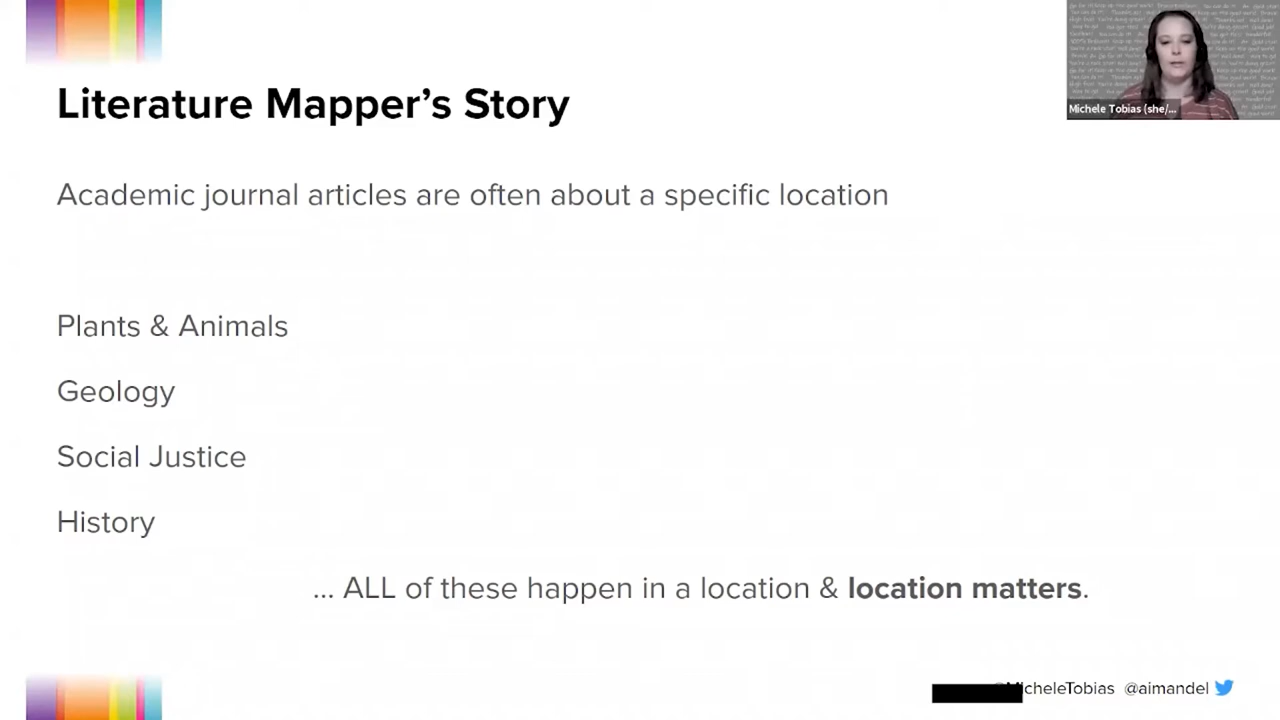 Literature Mapper's Story
Michele Tobias (she/...
Academic journal articles are often about a specific location
Plants & Animals
Geology
Social Justice
History
... ALL of these happen in a location & location matters.
@MicheleTobias @aimandel